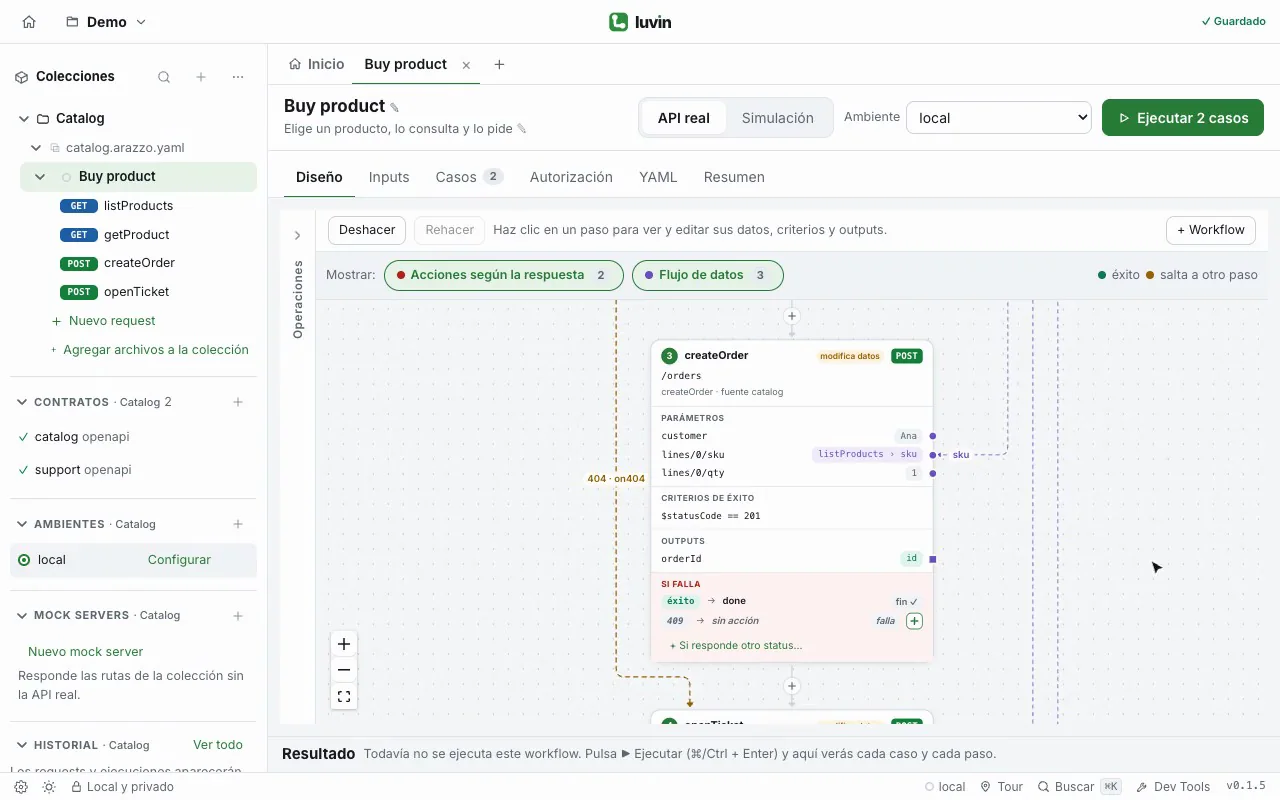 Demo
luvin
✓ Guardado
Colecciones
Catalog
catalog.arazzo.yaml
Buy product
GET listProducts
GET getProduct
POST createOrder
POST openTicket
+ Nuevo request
+ Agregar archivos a la colección
CONTRATOS · Catalog 2
catalog openapi
support openapi
AMBIENTES · Catalog
local Configurar
MOCK SERVERS · Catalog
Nuevo mock server
Responde las rutas de la colección sin
la API real.
HISTORIAL · Catalog Ver todo
Los requests y ejecuciones aparecerán
Inicio
Buy product × +
Buy product
Elige un producto, lo consulta y lo pide
API real Simulación
Ambiente local
Ejecutar 2 casos
Diseño Inputs Casos 2 Autorización YAML Resumen
Operaciones
Deshacer Rehacer Haz clic en un paso para ver y editar sus datos, criterios y outputs. + Workflow
Mostrar: Acciones según la respuesta 2 Flujo de datos 3 éxito salta a otro paso
3 createOrder modifica datos POST
/orders
createOrder · fuente catalog
PARÁMETROS
customer Ana
lines/0/sku listProducts › sku sku
lines/0/qty 1
404 · on404
CRITERIOS DE ÉXITO
$statusCode == 201
OUTPUTS
orderId id
SI FALLA
éxito → done fin ✓
409 → sin acción falla +
+ Si responde otro status...
openTicket POST
Resultado Todavía no se ejecuta este workflow. Pulsa ▶ Ejecutar (⌘/Ctrl + Enter) y aquí verás cada caso y cada paso.
Local y privado
local Tour Buscar ⌘K Dev Tools v0.1.5